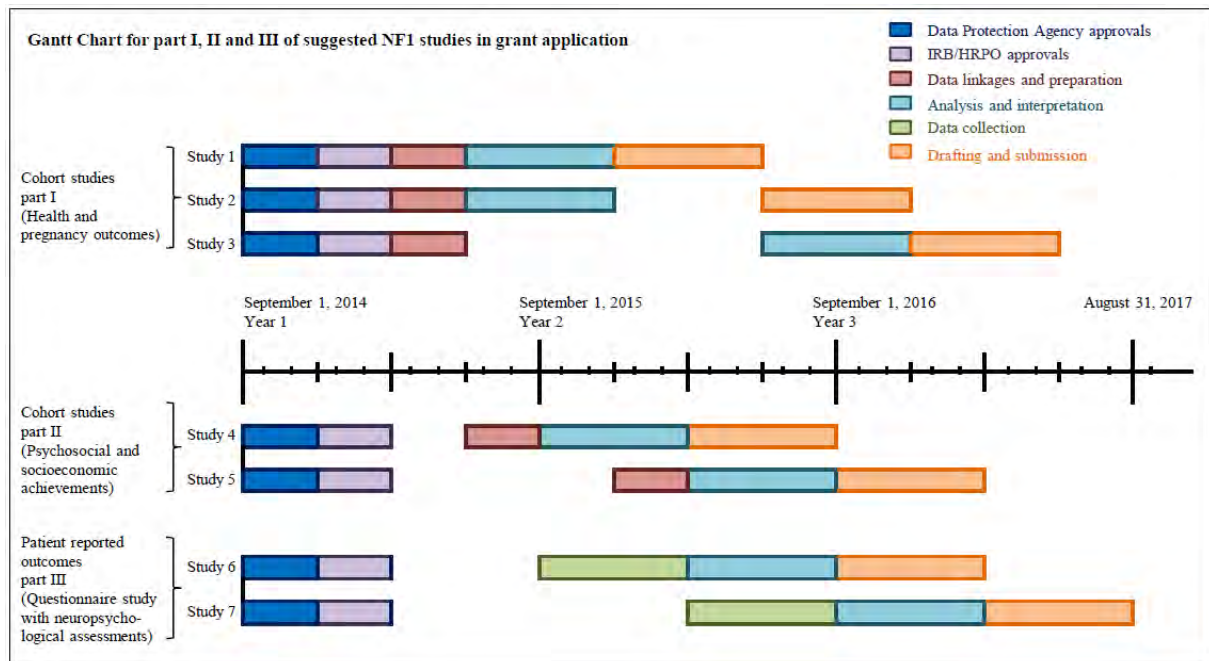 Gantt Chart for part I, II and III of suggested NF1 studies in grant application
Data Protection Agency approvals
IRB/HRPO approvals
Data linkages and preparation
Analysis and interpretation
Data collection
Drafting and submission
Cohort studies
part I
(Health and
pregnancy outcomes)
Study 1
Study 2
Study 3
September 1, 2014
Year 1
September 1, 2015
Year 2
September 1, 2016
Year 3
August 31, 2017
Cohort studies
part II
(Psychosocial and
socioeconomic
achievements)
Study 4
Study 5
Patient reported
outcomes
part III
(Questionnaire study
with neuropsycho-
logical assessments)
Study 6
Study 7